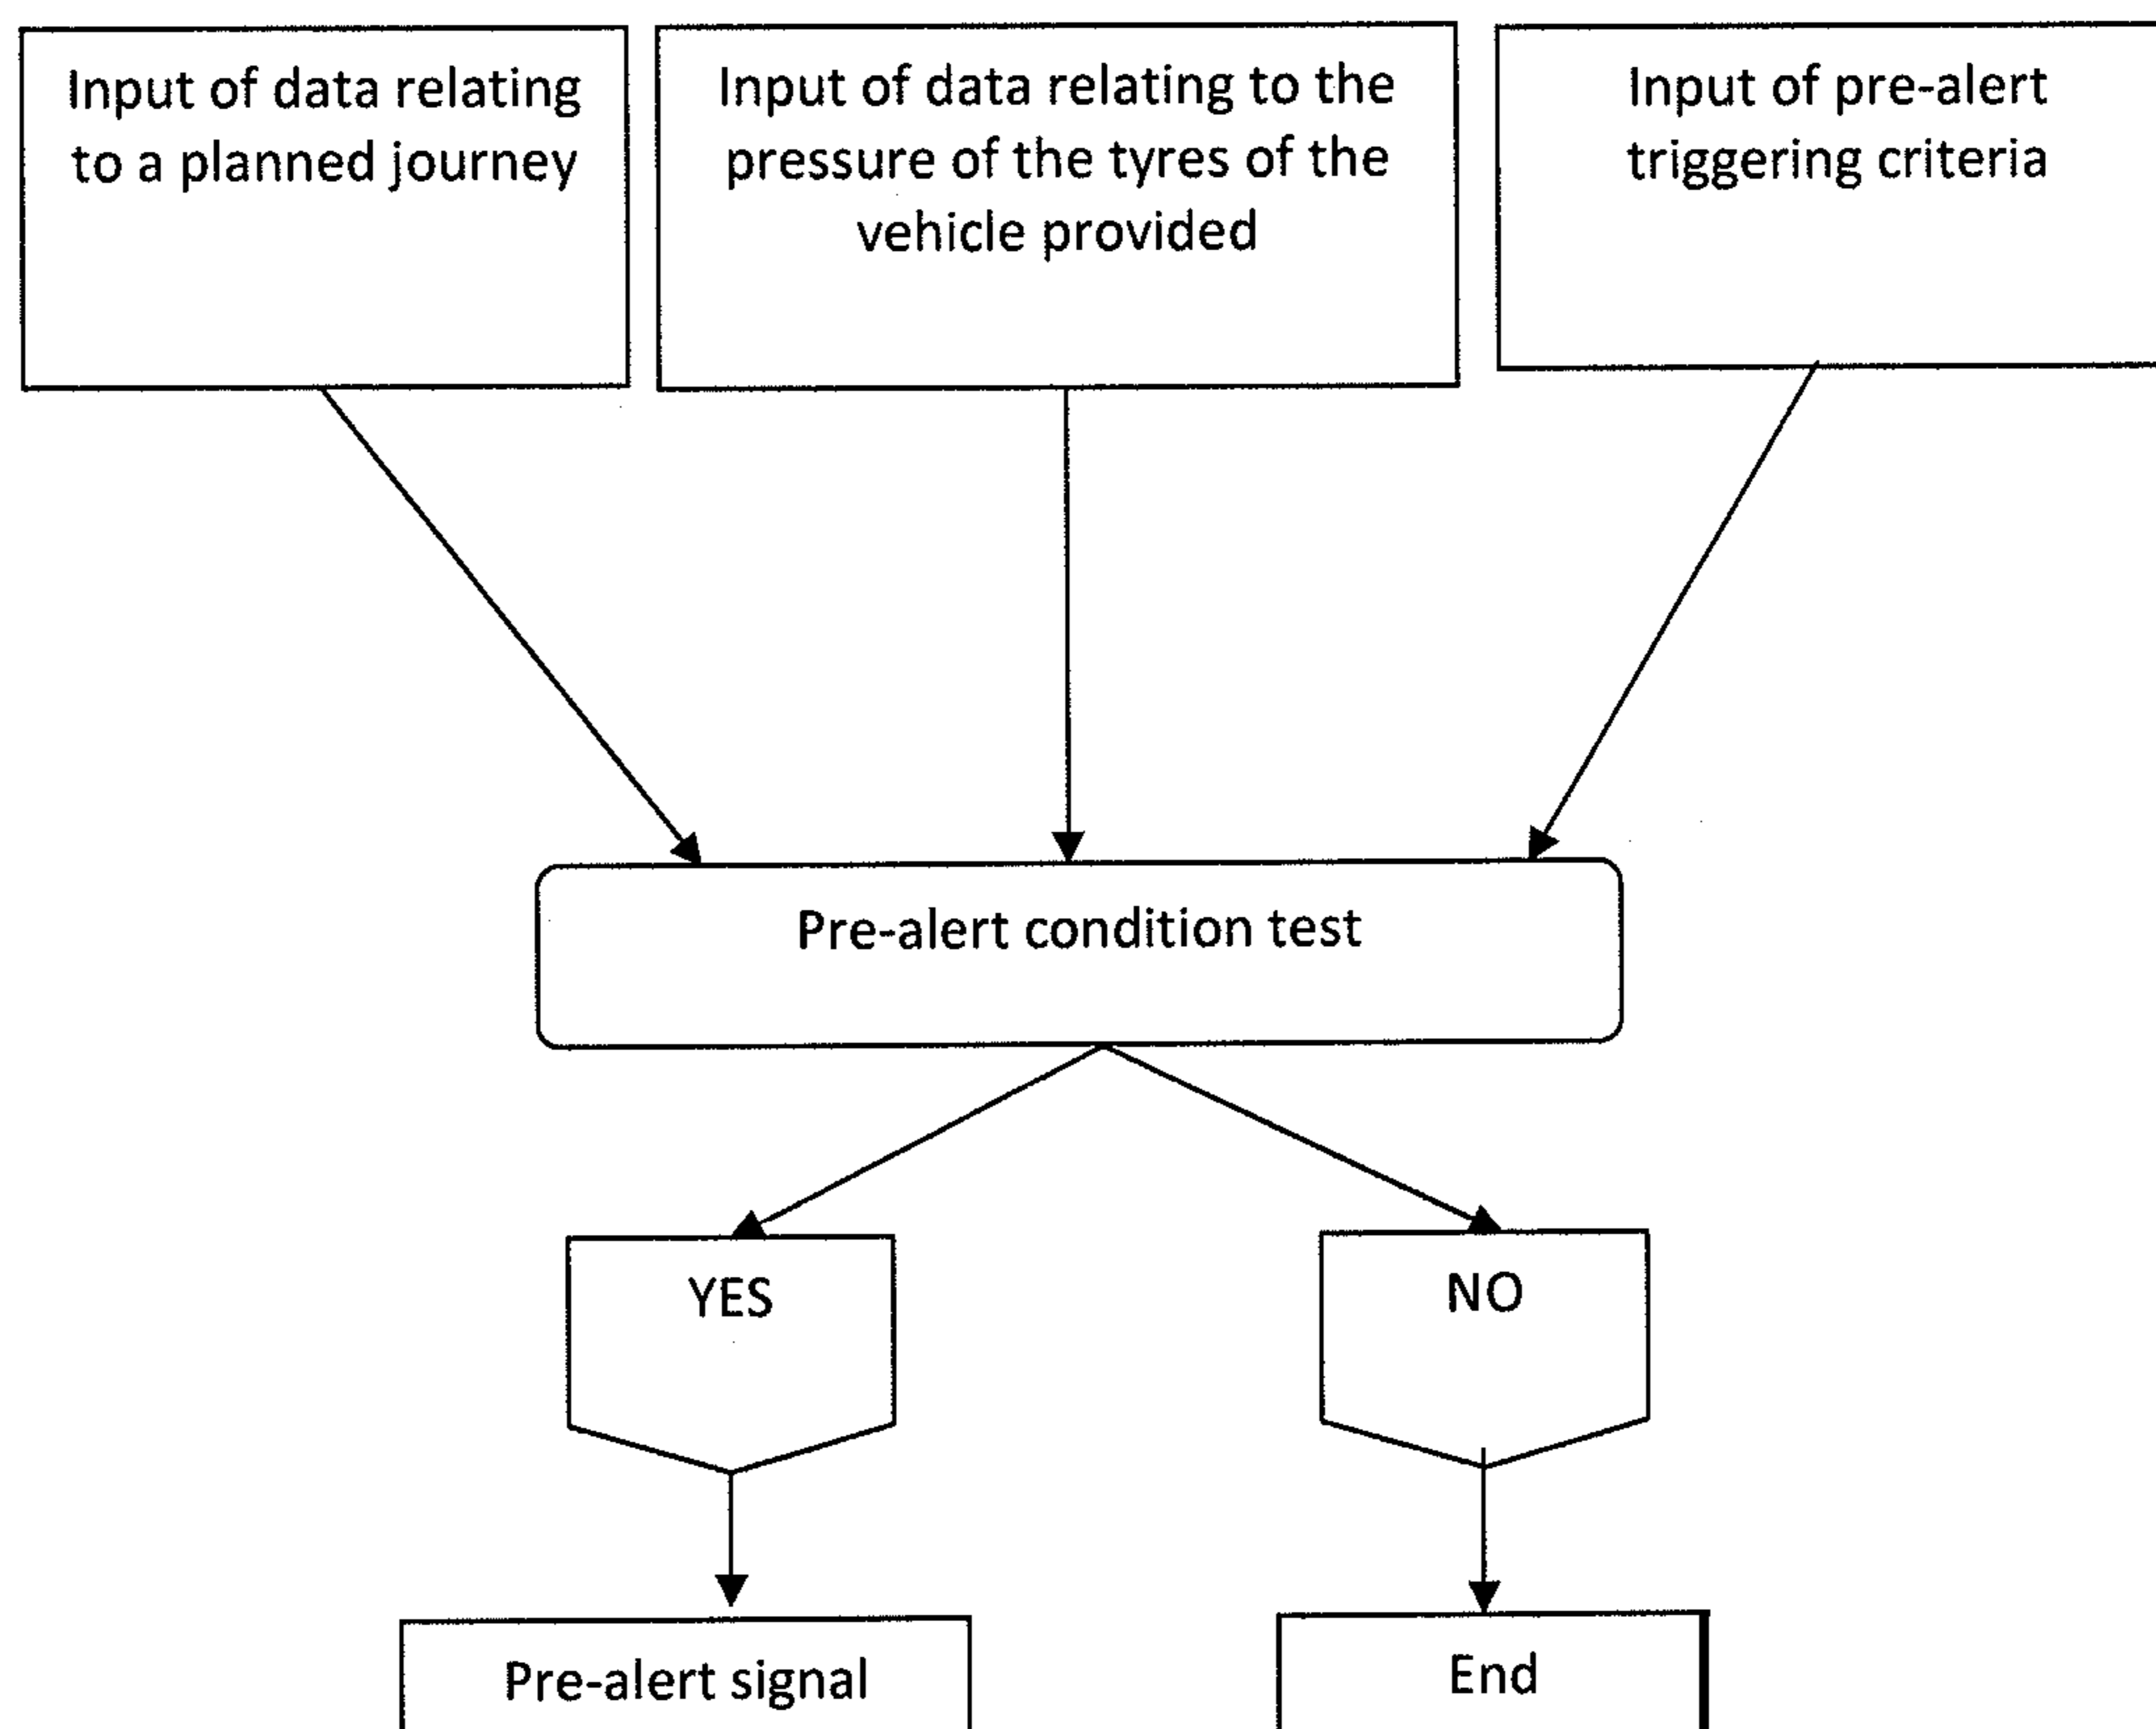 Input of data relating
to a planned journey
Input of data relating to the
pressure of the tyres of the
vehicle provided
Input of pre-alert
triggering criteria
Pre-alert condition test
YES
NO
Pre-alert signal
End